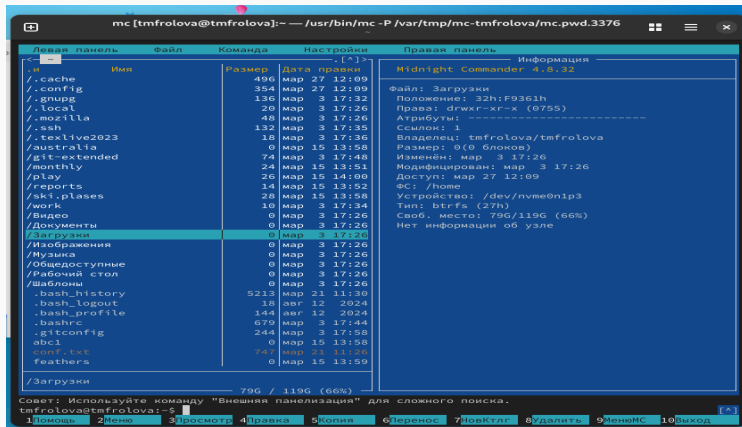 mc [tmfrolova@tmfrolova]:~ — /usr/bin/mc -P /var/tmp/mc-tmfrolova/mc.pwd.3376
~
Левая панель Файл Команда Настройки Правая панель
<- ~ .[^]>
.и Имя Размер Дата правки
/.cache 496 мар 27 12:09
/.config 354 мар 27 12:09
/.gnupg 136 мар 3 17:32
/.local 20 мар 3 17:26
/.mozilla 48 мар 3 17:26
/.ssh 132 мар 3 17:35
/.texlive2023 18 мар 3 17:36
/australia 0 мар 15 13:58
/git-extended 74 мар 3 17:48
/monthly 24 мар 15 13:51
/play 26 мар 15 14:00
/reports 14 мар 15 13:52
/ski.plases 28 мар 15 13:58
/work 10 мар 3 17:34
/Видео 0 мар 3 17:26
/Документы 0 мар 3 17:26
/Загрузки 0 мар 3 17:26
/Изображения 0 мар 3 17:26
/Музыка 0 мар 3 17:26
/Общедоступные 0 мар 3 17:26
/Рабочий стол 0 мар 3 17:26
/Шаблоны 0 мар 3 17:26
.bash_history 5213 мар 21 11:30
.bash_logout 18 авг 12 2024
.bash_profile 144 авг 12 2024
.bashrc 679 мар 3 17:44
.gitconfig 244 мар 3 17:58
abc1 0 мар 15 13:58
conf.txt 747 мар 21 11:26
feathers 0 мар 15 13:59
/Загрузки
79G / 119G (66%)
Информация
Midnight Commander 4.8.32
Файл: Загрузки
Положение: 32h:F9361h
Права: drwxr-xr-x (0755)
Атрибуты: ----------------------
Ссылок: 1
Владелец: tmfrolova/tmfrolova
Размер: 0(0 блоков)
Изменён: мар 3 17:26
Модифицирован: мар 3 17:26
Доступ: мар 27 12:09
ФС: /home
Устройство: /dev/nvme0n1p3
Тип: btrfs (27h)
Своб. место: 79G/119G (66%)
Нет информации об узле
Совет: Используйте команду "Внешняя панелизация" для сложного поиска.
tmfrolova@tmfrolova:~$ [^]
1Помощь 2Меню 3Просмотр 4Правка 5Копия 6Перенос 7НовКтлг 8Удалить 9МенюMC 10Выход